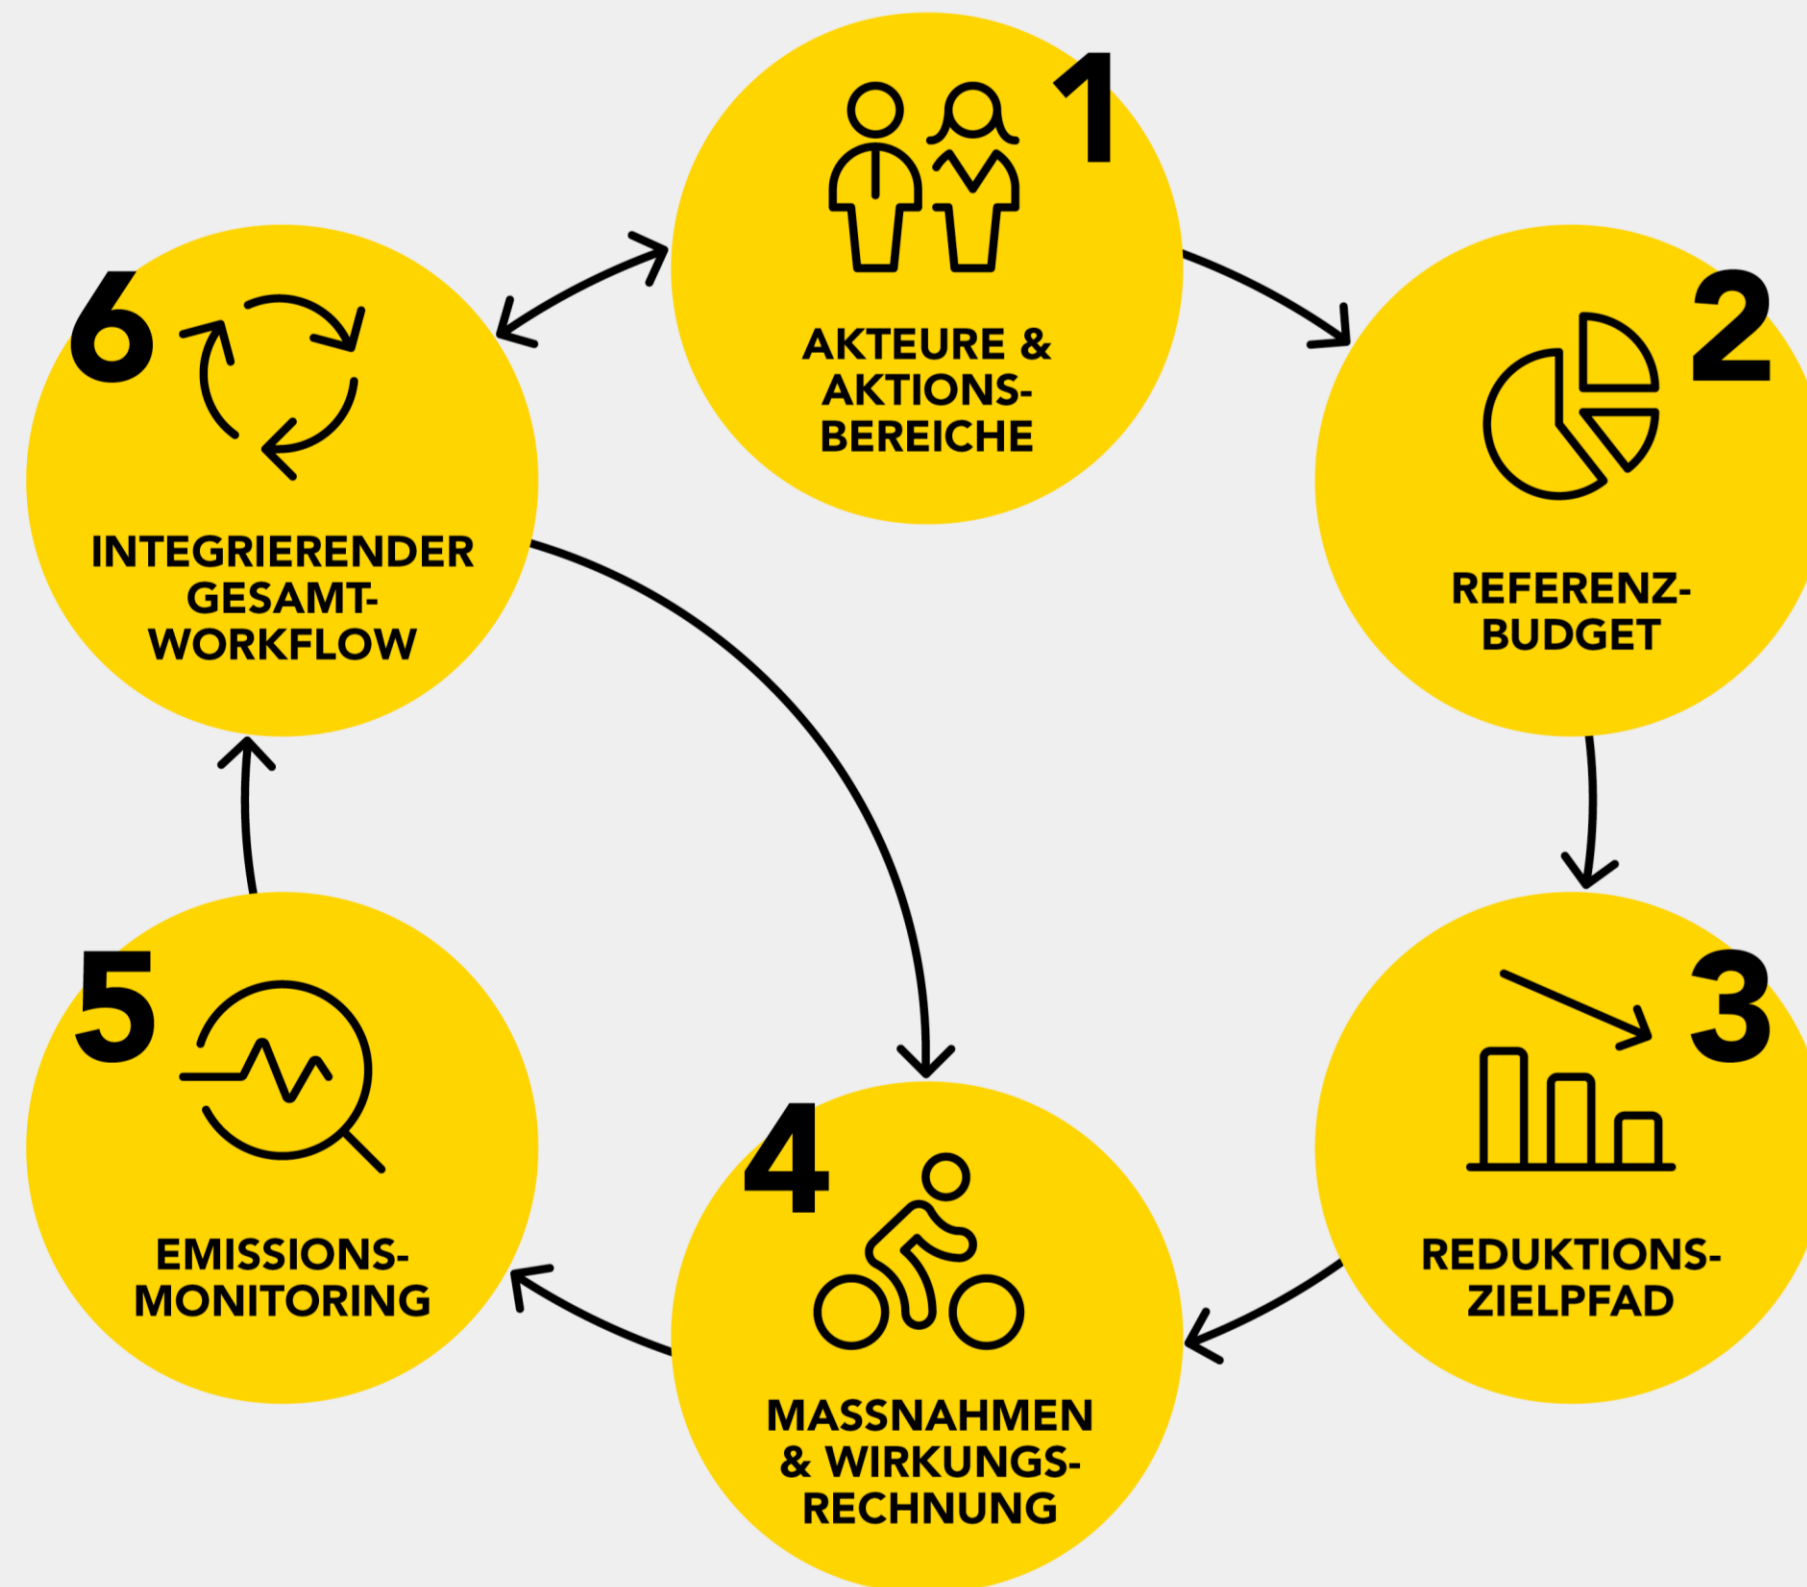 1
AKTEURE &
AKTIONS-
BEREICHE
2
REFERENZ-
BUDGET
3
REDUKTIONS-
ZIELPFAD
4
MASSNAHMEN
& WIRKUNGS-
RECHNUNG
5
EMISSIONS-
MONITORING
6
INTEGRIERENDER
GESAMT-
WORKFLOW